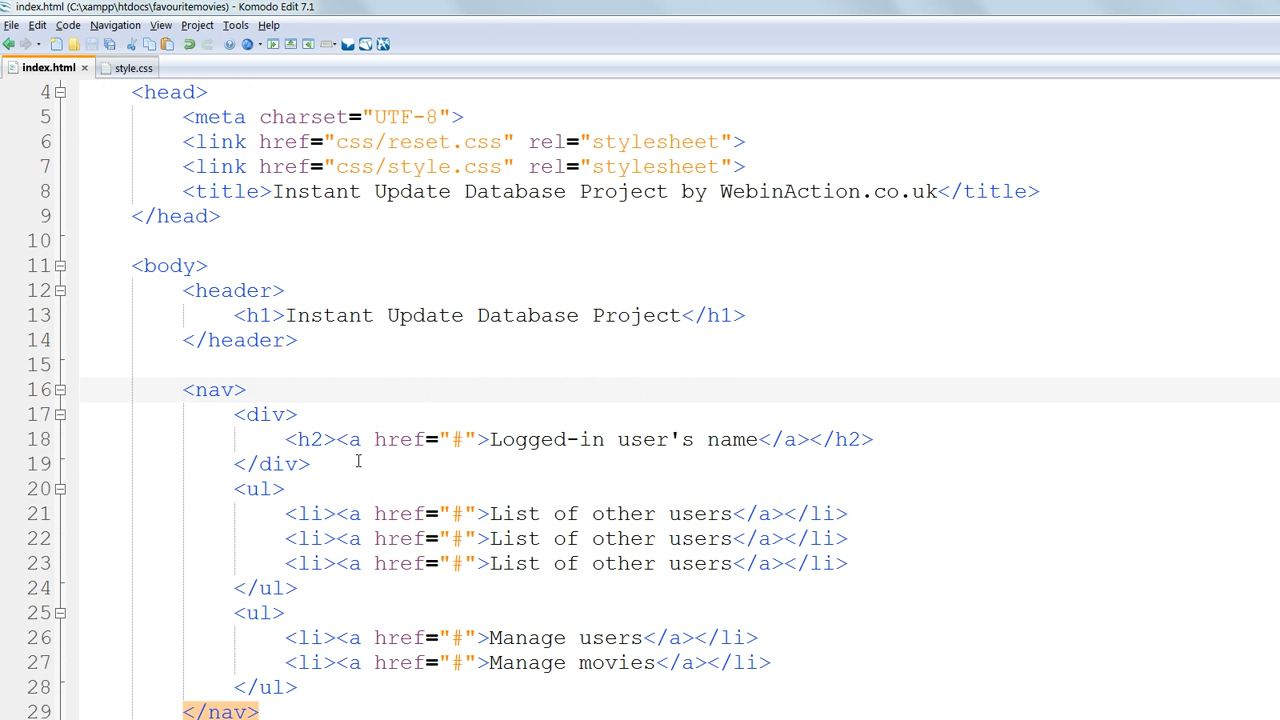 index.html (C:\xampp\htdocs\favouritemovies) - Komodo Edit 7.1
File Edit Code Navigation View Project Tools Help
index.html × style.css
4 <head>
5 <meta charset="UTF-8">
6 <link href="css/reset.css" rel="stylesheet">
7 <link href="css/style.css" rel="stylesheet">
8 <title>Instant Update Database Project by WebinAction.co.uk</title>
9 </head>
10
11 <body>
12 <header>
13 <h1>Instant Update Database Project</h1>
14 </header>
15
16 <nav>
17 <div>
18 <h2><a href="#">Logged-in user's name</a></h2>
19 </div>
20 <ul>
21 <li><a href="#">List of other users</a></li>
22 <li><a href="#">List of other users</a></li>
23 <li><a href="#">List of other users</a></li>
24 </ul>
25 <ul>
26 <li><a href="#">Manage users</a></li>
27 <li><a href="#">Manage movies</a></li>
28 </ul>
29 </nav>